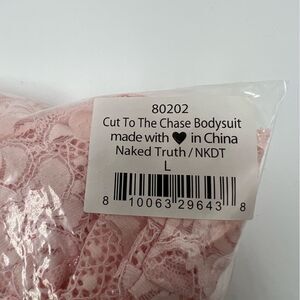 80202
Cut To The Chase Bodysuit
made with ♥ in China
Naked Truth / NKDT
L
8 10063 29643 8